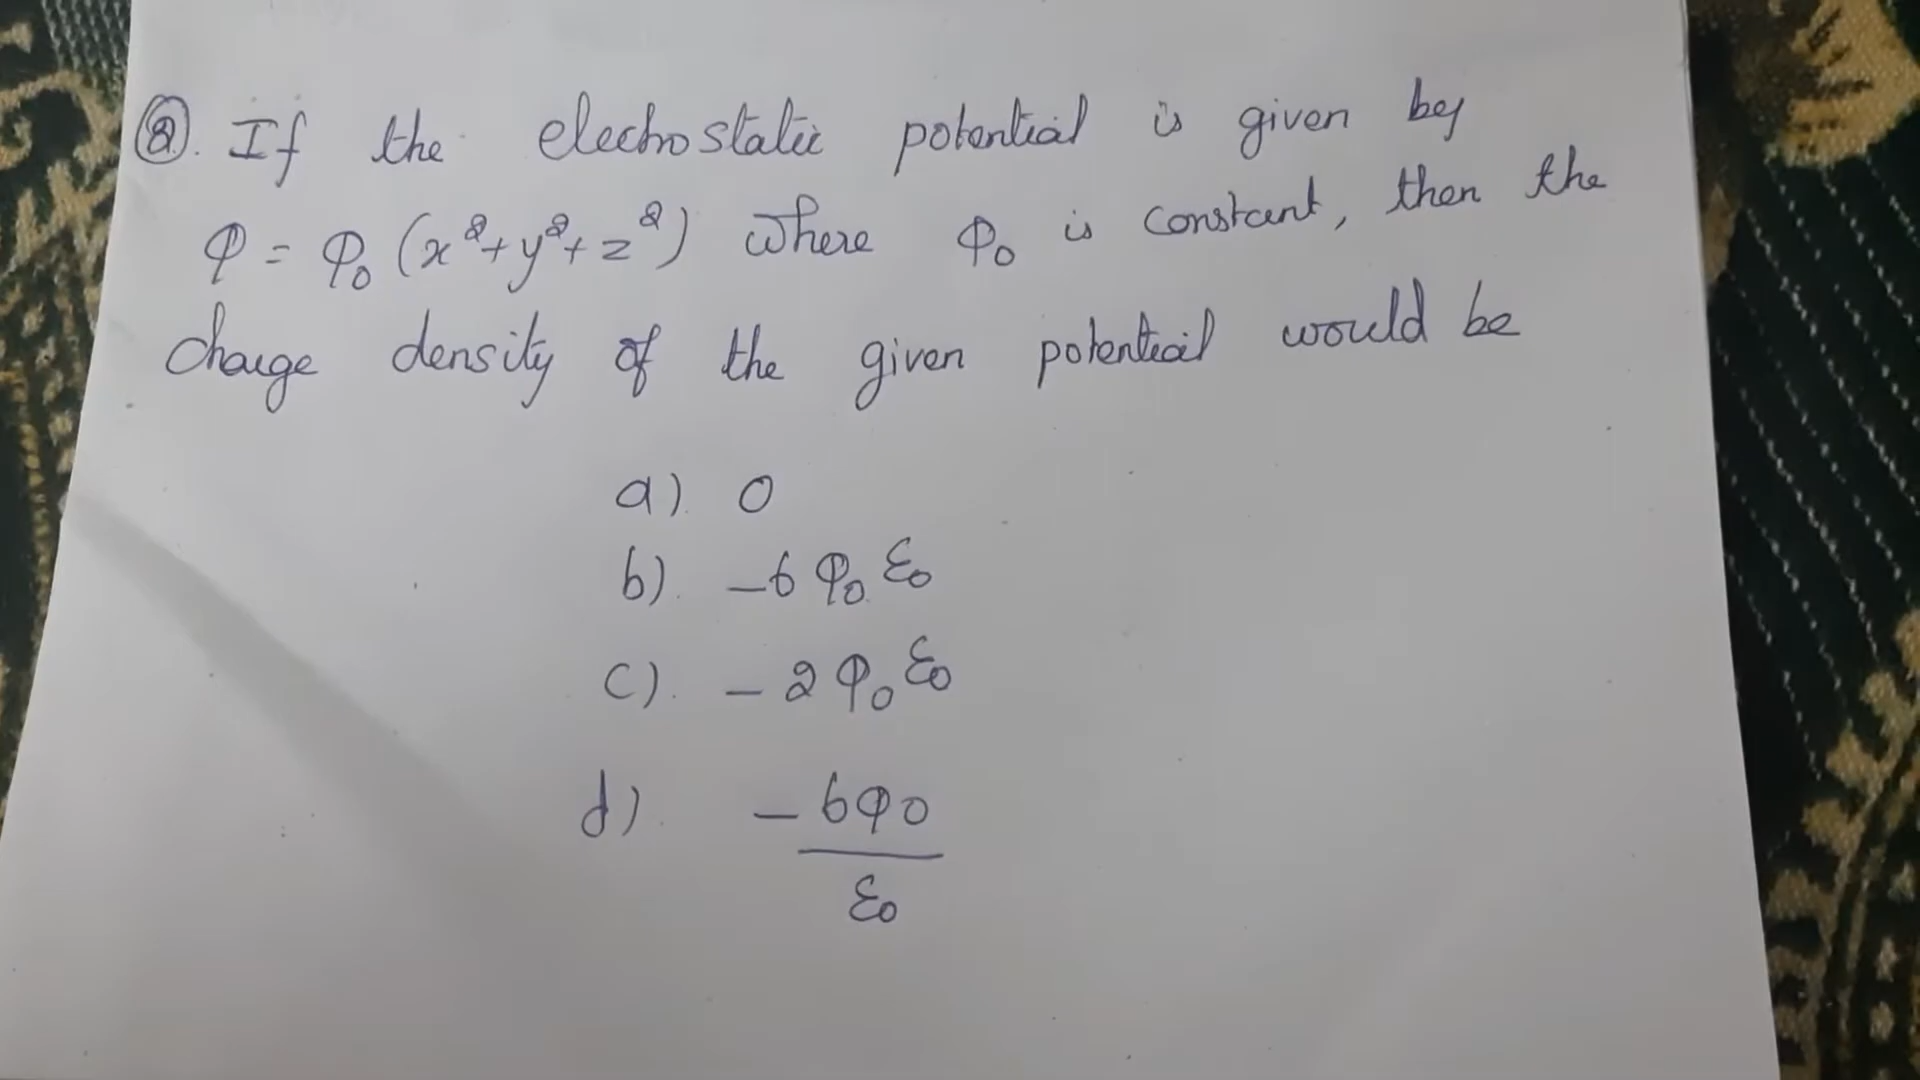 ②. If the electrostatic potential is given by
φ = φ₀ (x² + y² + z²) where φ₀ is constant, then the
charge density of the given potential would be
a). 0
b). -6 φ₀ ε₀
c). - 2 φ₀ ε₀
d). - 6φ₀
ε₀